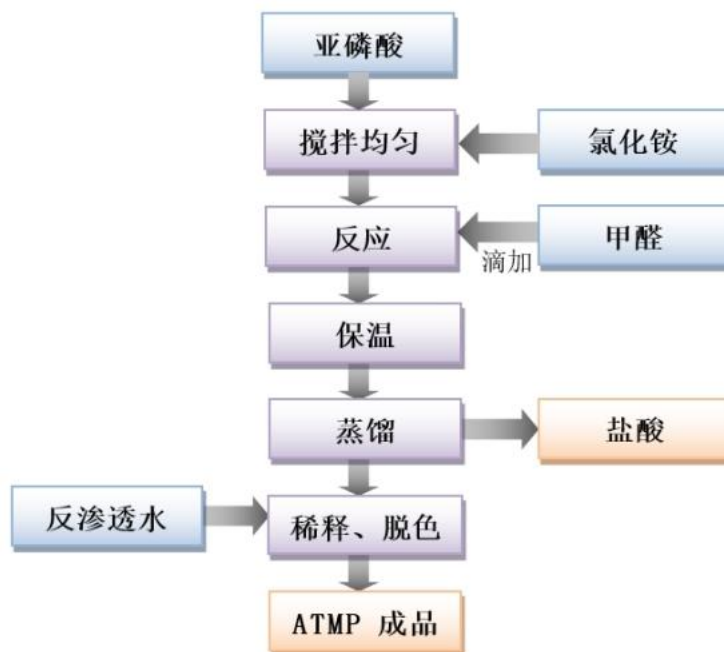 亚磷酸
搅拌均匀
氯化铵
反应
甲醛
滴加
保温
蒸馏
盐酸
反渗透水
稀释、脱色
ATMP 成品